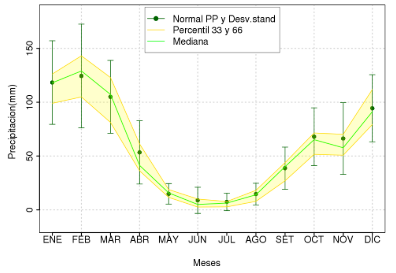 Normal PP y Desv.stand
Percentil 33 y 66
Mediana
Precipitacion(mm)
150
100
50
0
ENE FEB MAR ABR MAY JUN JUL AGO SET OCT NOV DIC
Meses